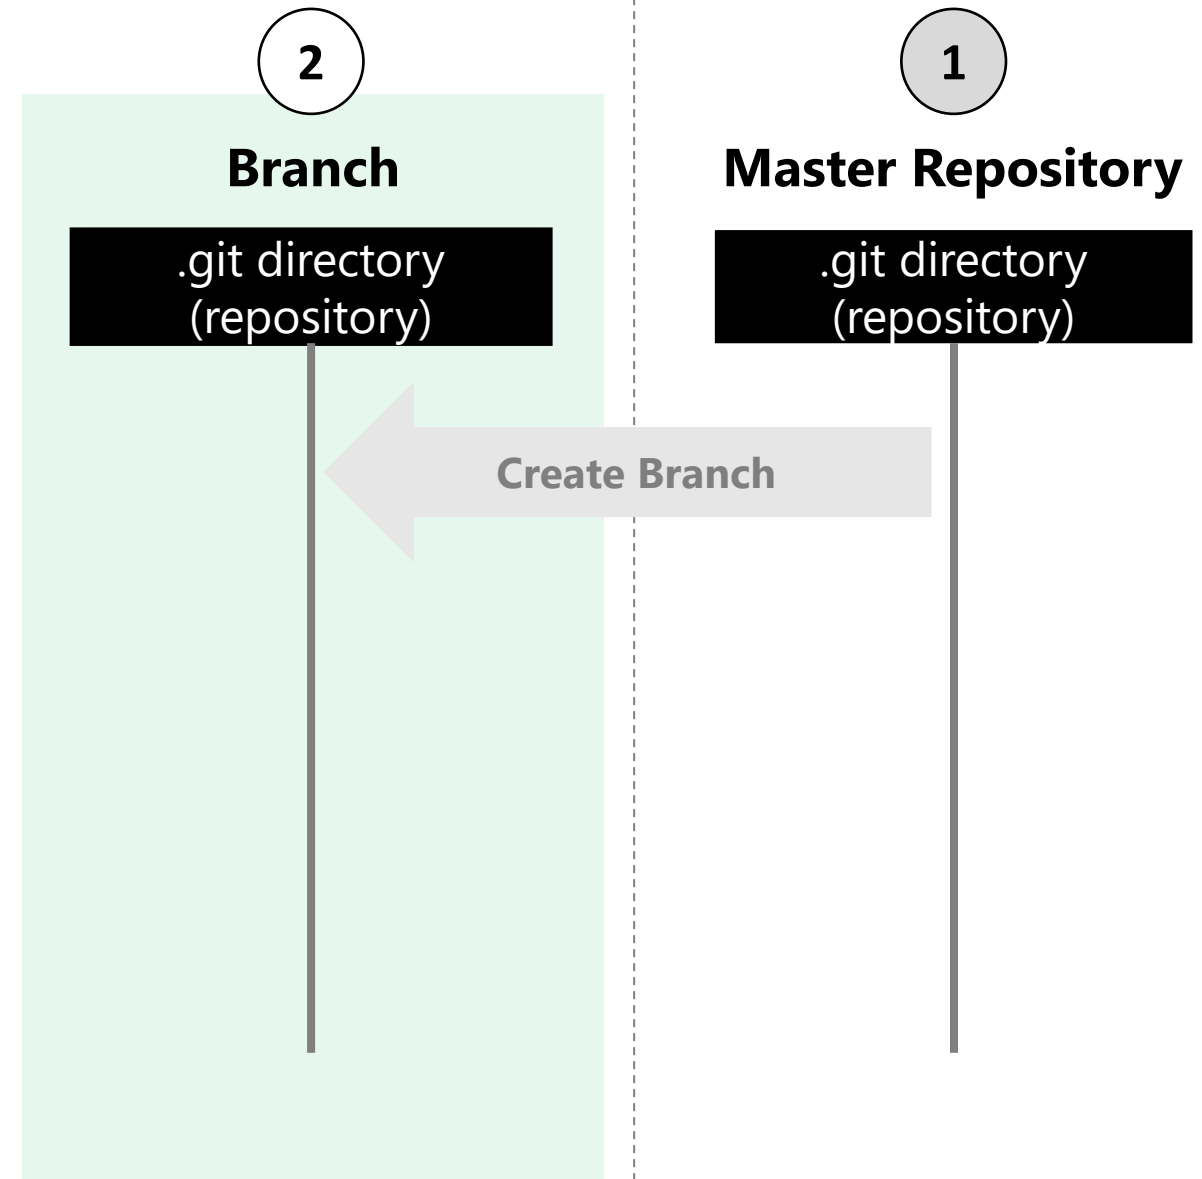 2
Branch
.git directory
(repository)
1
Master Repository
.git directory
(repository)
Create Branch